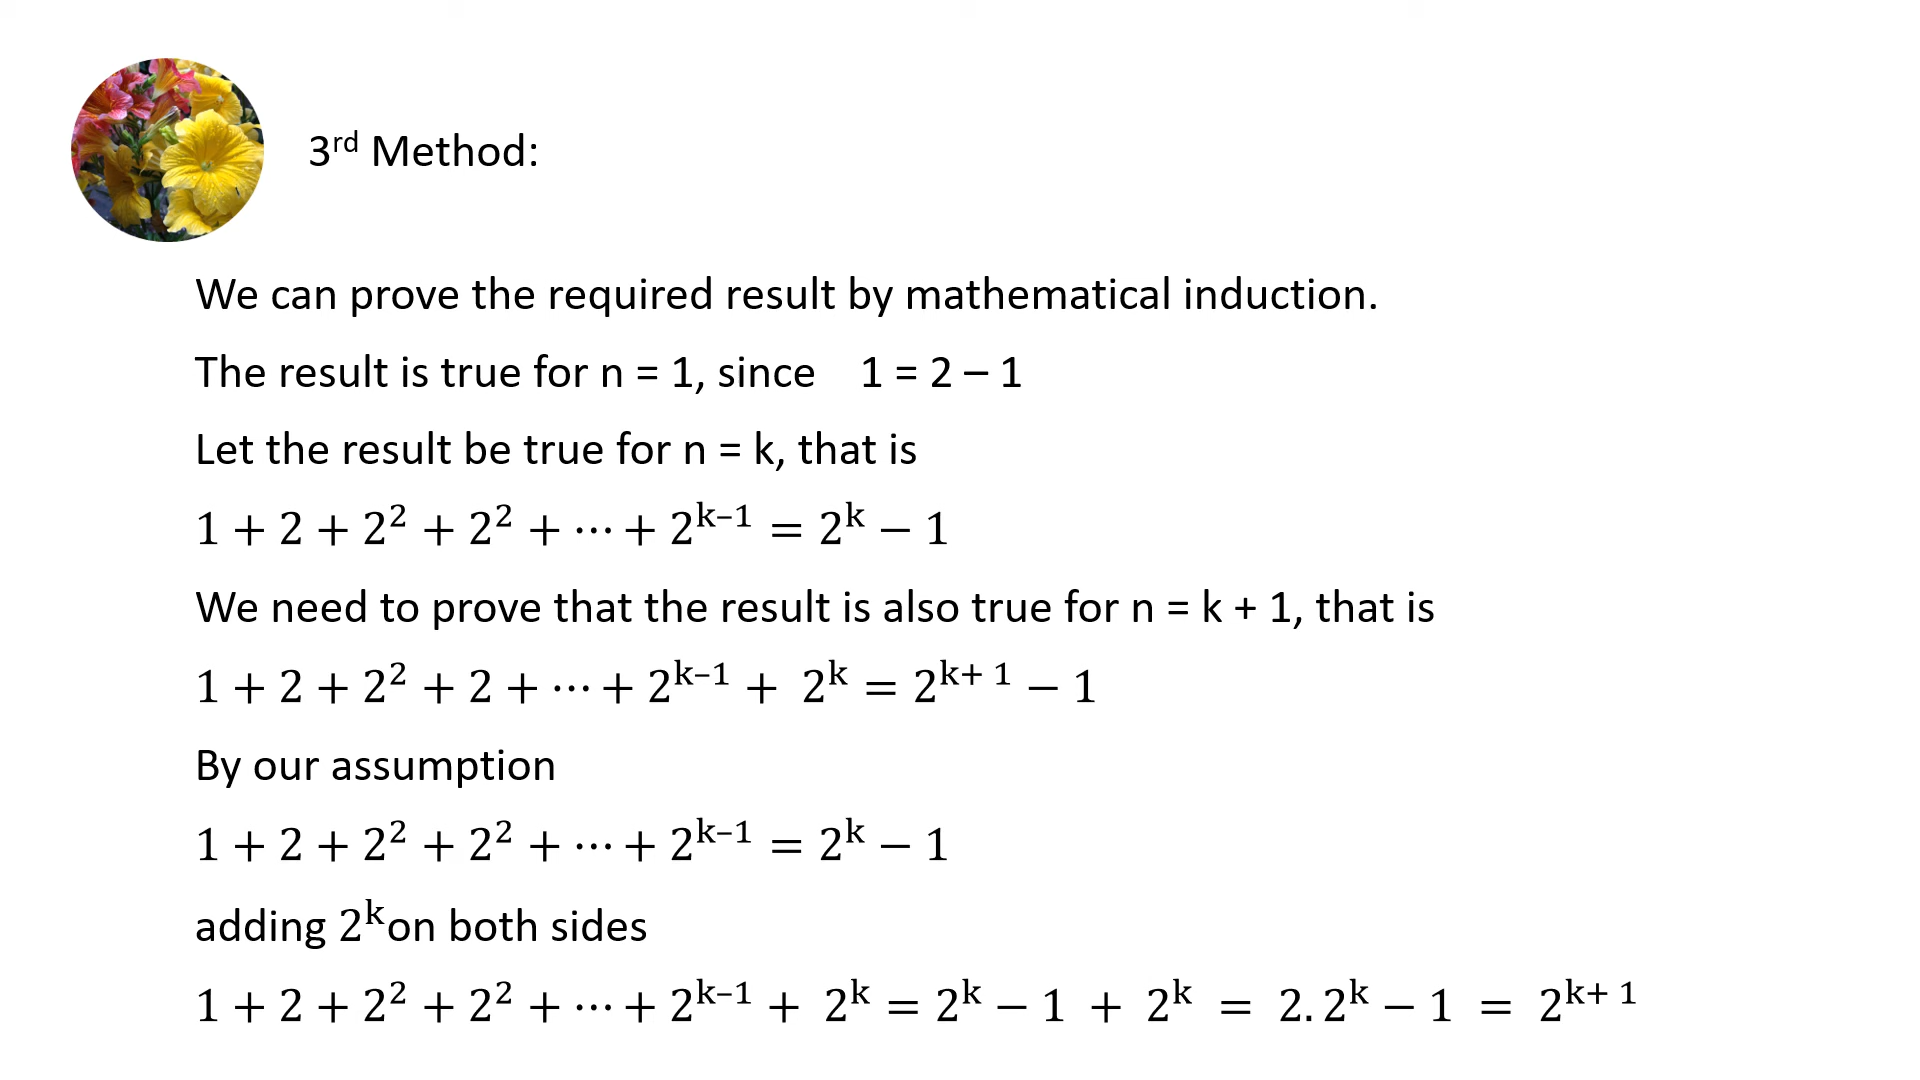 3ʳᵈ Method:
We can prove the required result by mathematical induction.
The result is true for n = 1, since 1 = 2 – 1
Let the result be true for n = k, that is
1 + 2 + 2² + 2² + ⋯ + 2ᵏ⁻¹ = 2ᵏ − 1
We need to prove that the result is also true for n = k + 1, that is
1 + 2 + 2² + 2 + ⋯ + 2ᵏ⁻¹ + 2ᵏ = 2ᵏ⁺¹ − 1
By our assumption
1 + 2 + 2² + 2² + ⋯ + 2ᵏ⁻¹ = 2ᵏ − 1
adding 2ᵏ on both sides
1 + 2 + 2² + 2² + ⋯ + 2ᵏ⁻¹ + 2ᵏ = 2ᵏ − 1 + 2ᵏ = 2. 2ᵏ − 1 = 2ᵏ⁺¹